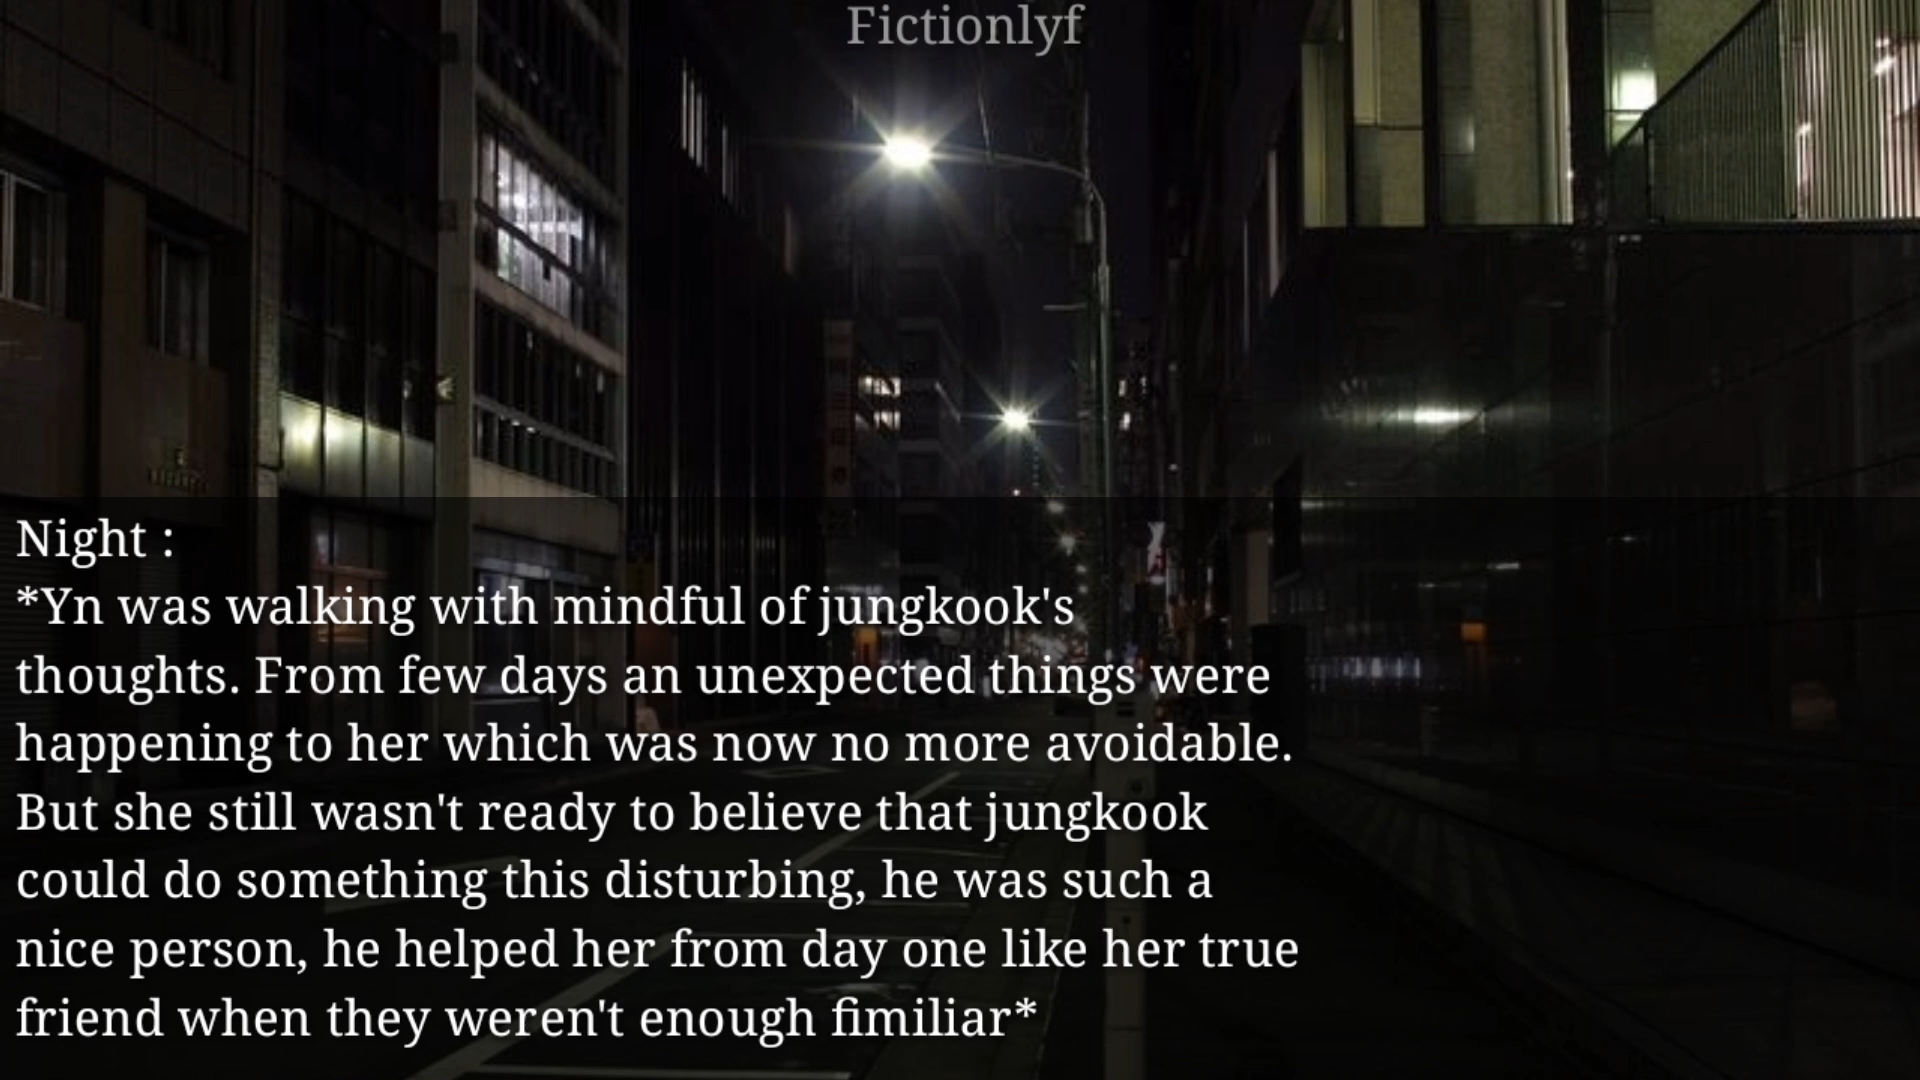 Fictionlyf
Night :
*Yn was walking with mindful of jungkook's
thoughts. From few days an unexpected things were
happening to her which was now no more avoidable.
But she still wasn't ready to believe that jungkook
could do something this disturbing, he was such a
nice person, he helped her from day one like her true
friend when they weren't enough fimiliar*